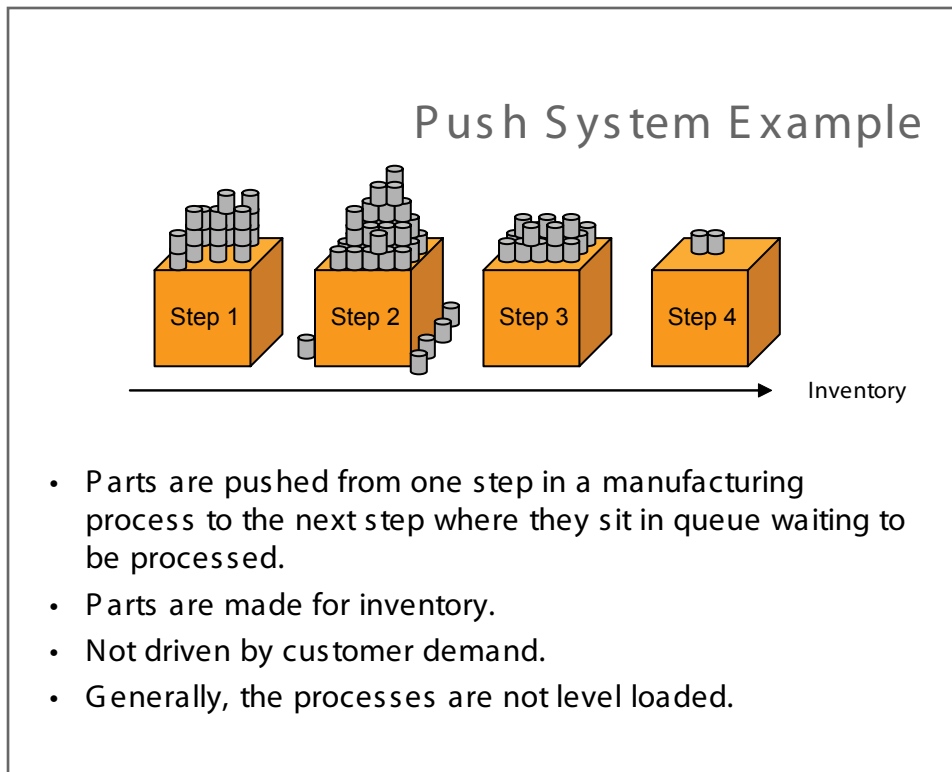 Push System Example
Step 1
Step 2
Step 3
Step 4
Inventory
• Parts are pushed from one step in a manufacturing
process to the next step where they sit in queue waiting to
be processed.
• Parts are made for inventory.
• Not driven by customer demand.
• Generally, the processes are not level loaded.